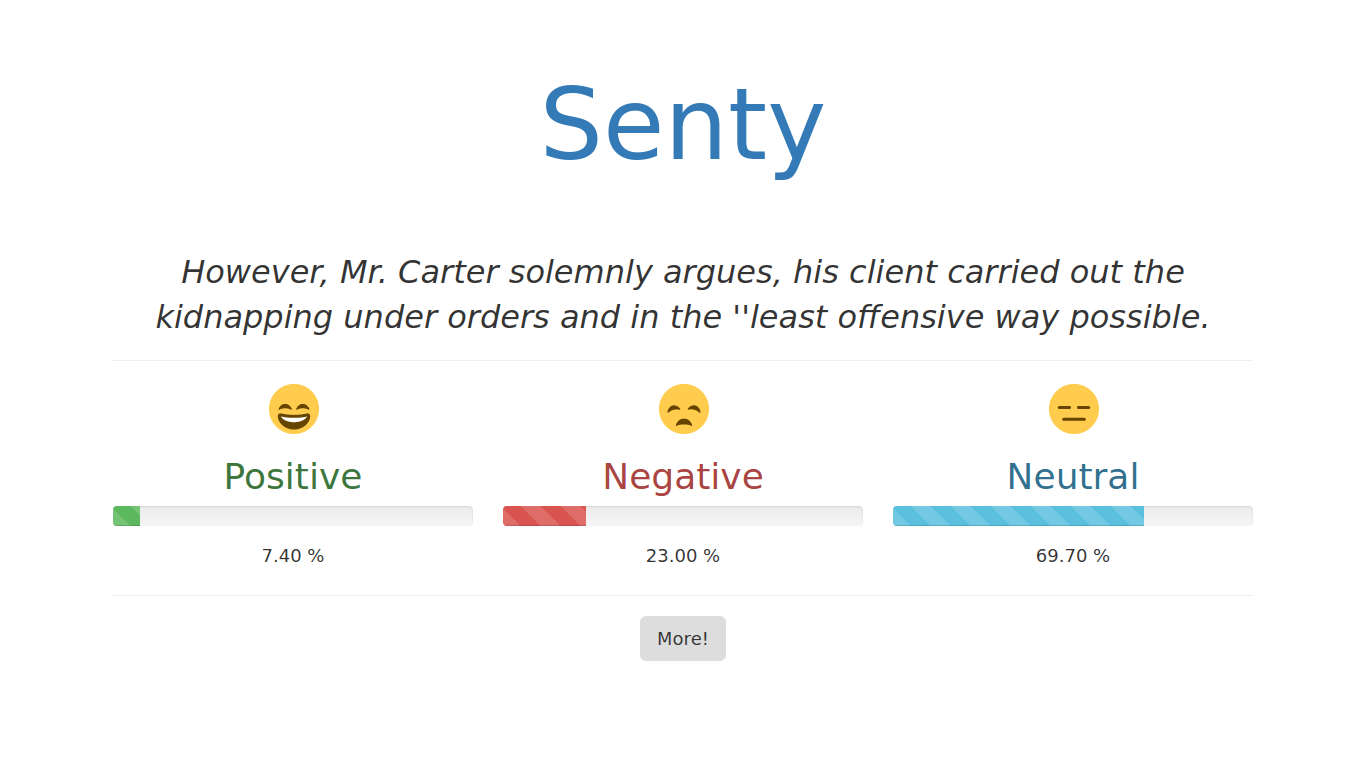 Senty
However, Mr. Carter solemnly argues, his client carried out the
kidnapping under orders and in the ''least offensive way possible.
Positive
Negative
Neutral
7.40 %
23.00 %
69.70 %
More!